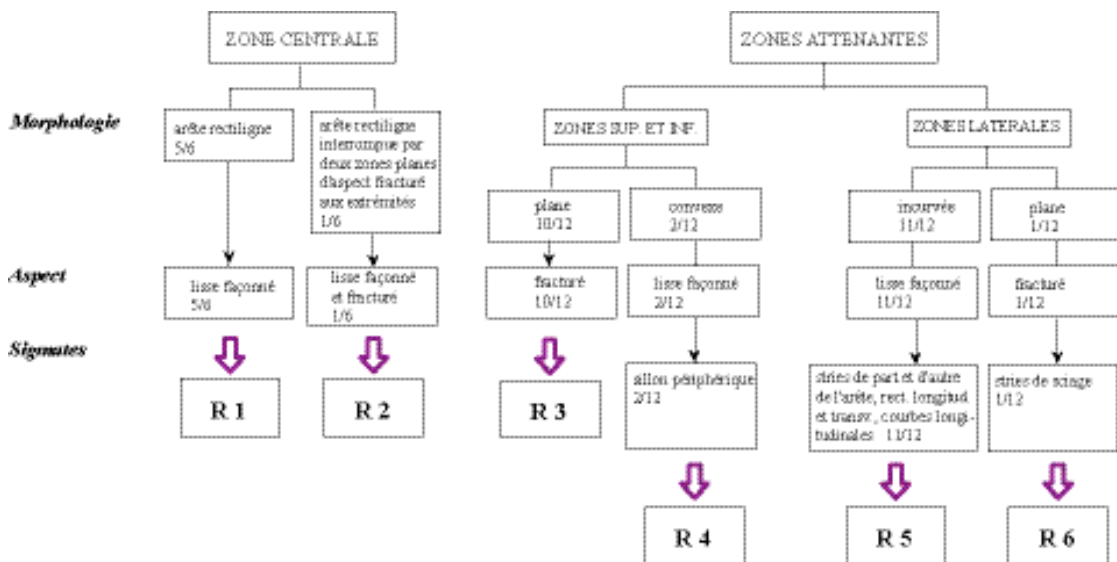 ZONE CENTRALE
ZONES ATTENANTES
Morphologie
arête rectiligne
5/6
arête rectiligne
interrompue par
deux zones planes
d'aspect fracturé
aux extrémités
1/6
ZONES SUP. ET INF.
ZONES LATERALES
plane
10/12
convexe
2/12
incurvée
11/12
plane
1/12
Aspect
lisse façonné
5/6
lisse façonné
et fracturé
1/6
fracturé
10/12
lisse façonné
2/12
lisse façonné
11/12
fracturé
1/12
Stigmates
sillon périphérique
2/12
stries de part et d'autre
de l'arête, rect. longitud.
et transv., courbes longi-
tudinales 11/12
stries de sciage
1/12
R 1
R 2
R 3
R 4
R 5
R 6